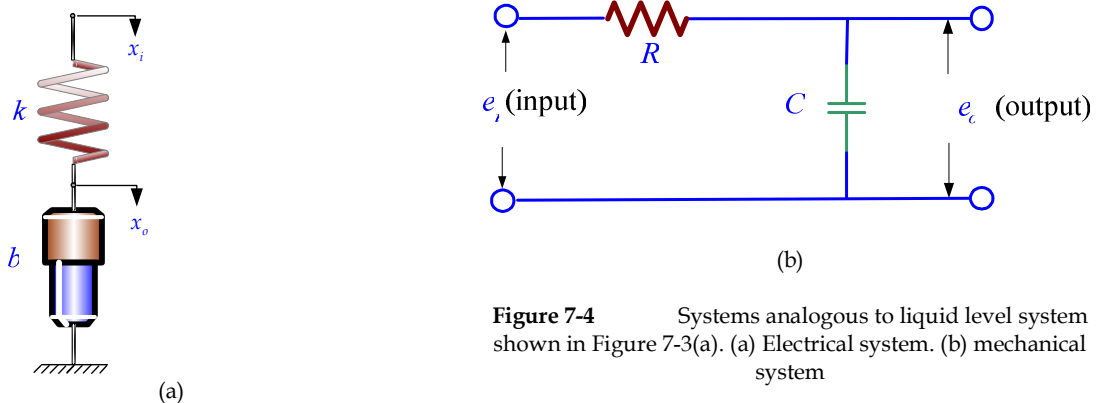 x_i
k
x_o
b
(a)
R
e_i (input)
C
e_o (output)
(b)
Figure 7-4 Systems analogous to liquid level system
shown in Figure 7-3(a). (a) Electrical system. (b) mechanical
system